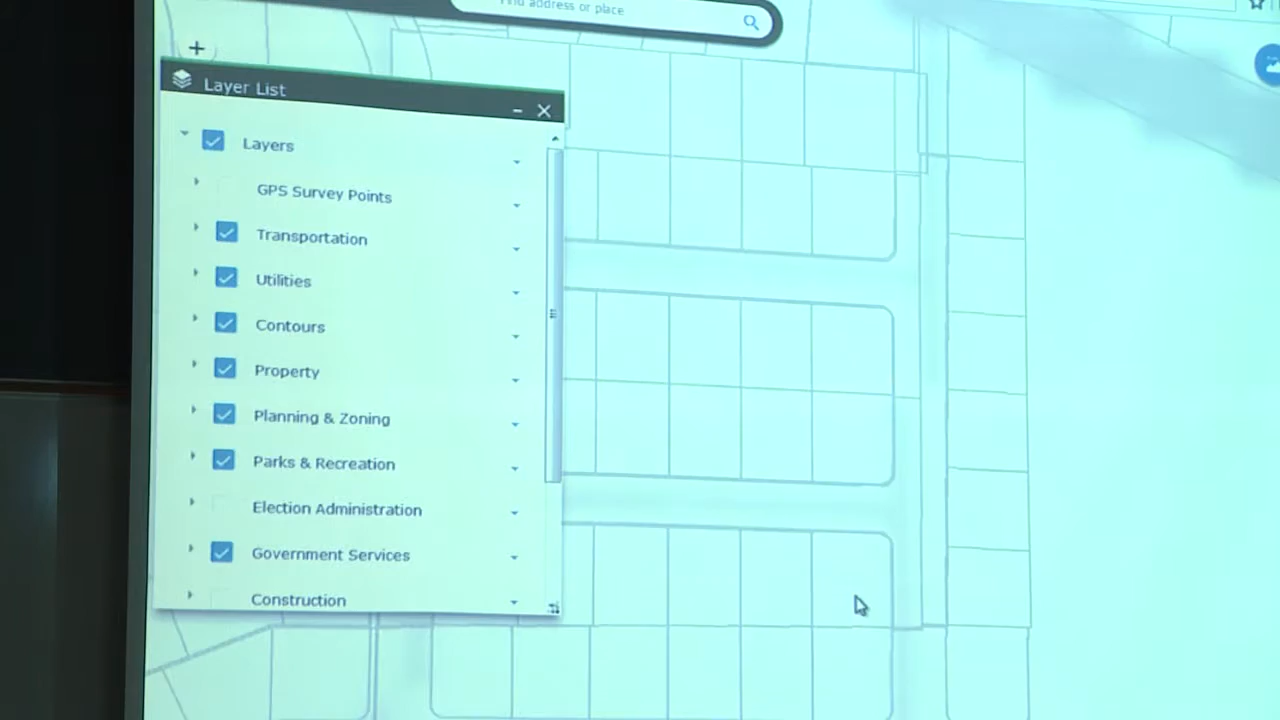 Find address or place
Layer List
Layers
GPS Survey Points
Transportation
Utilities
Contours
Property
Planning & Zoning
Parks & Recreation
Election Administration
Government Services
Construction